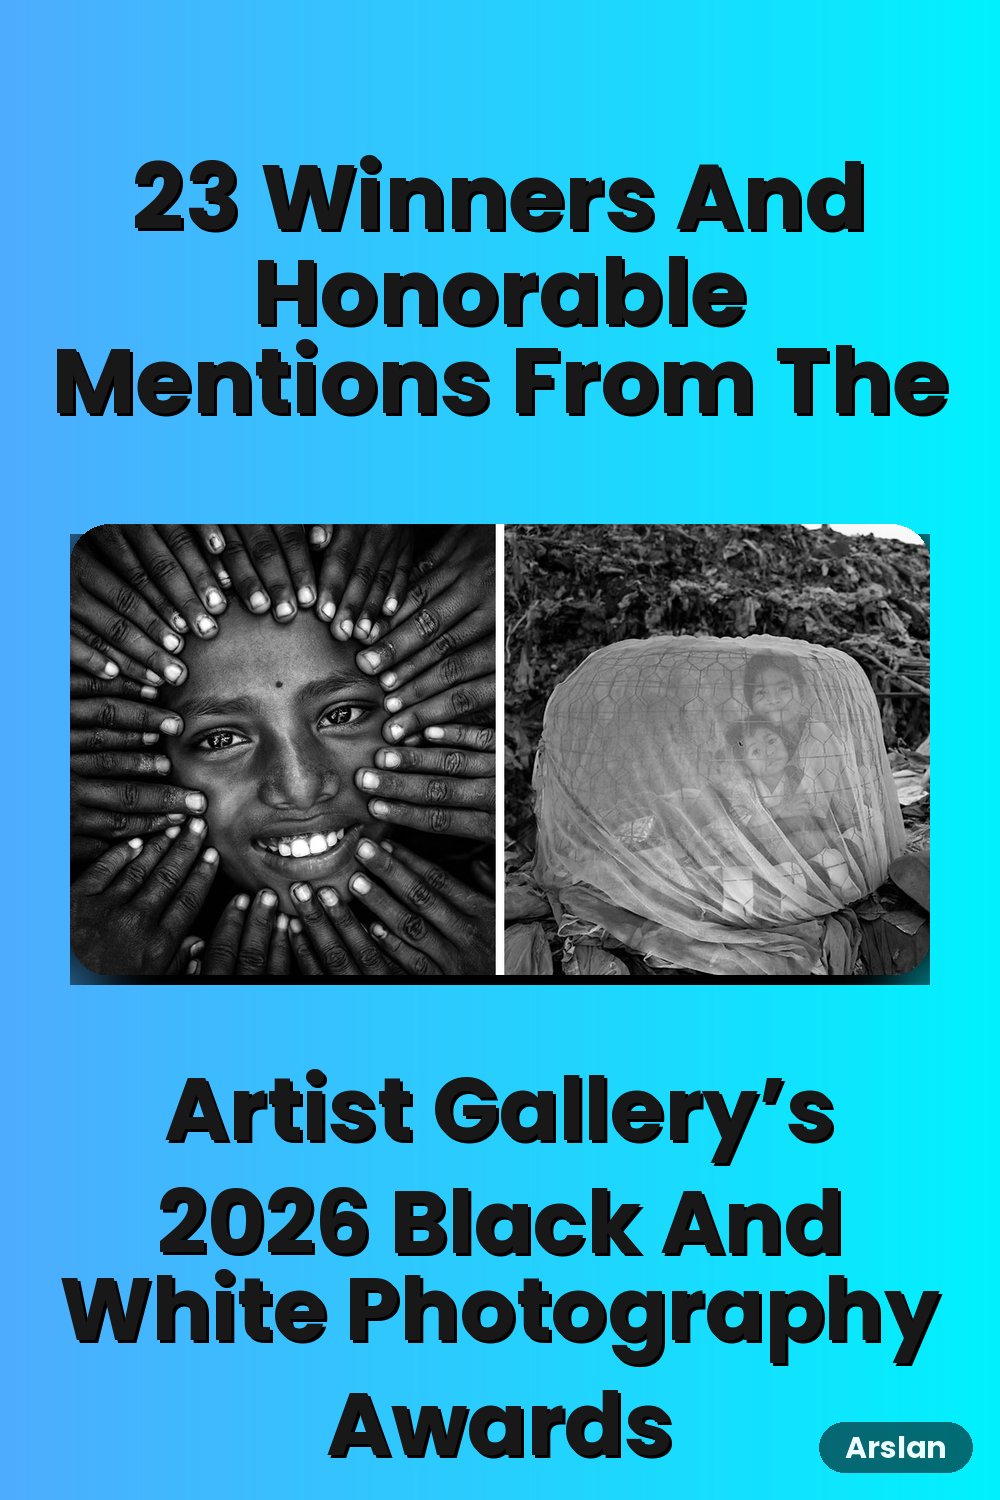 23 Winners And
Honorable
Mentions From The
Artist Gallery’s
2026 Black And
White Photography
Awards
Arslan